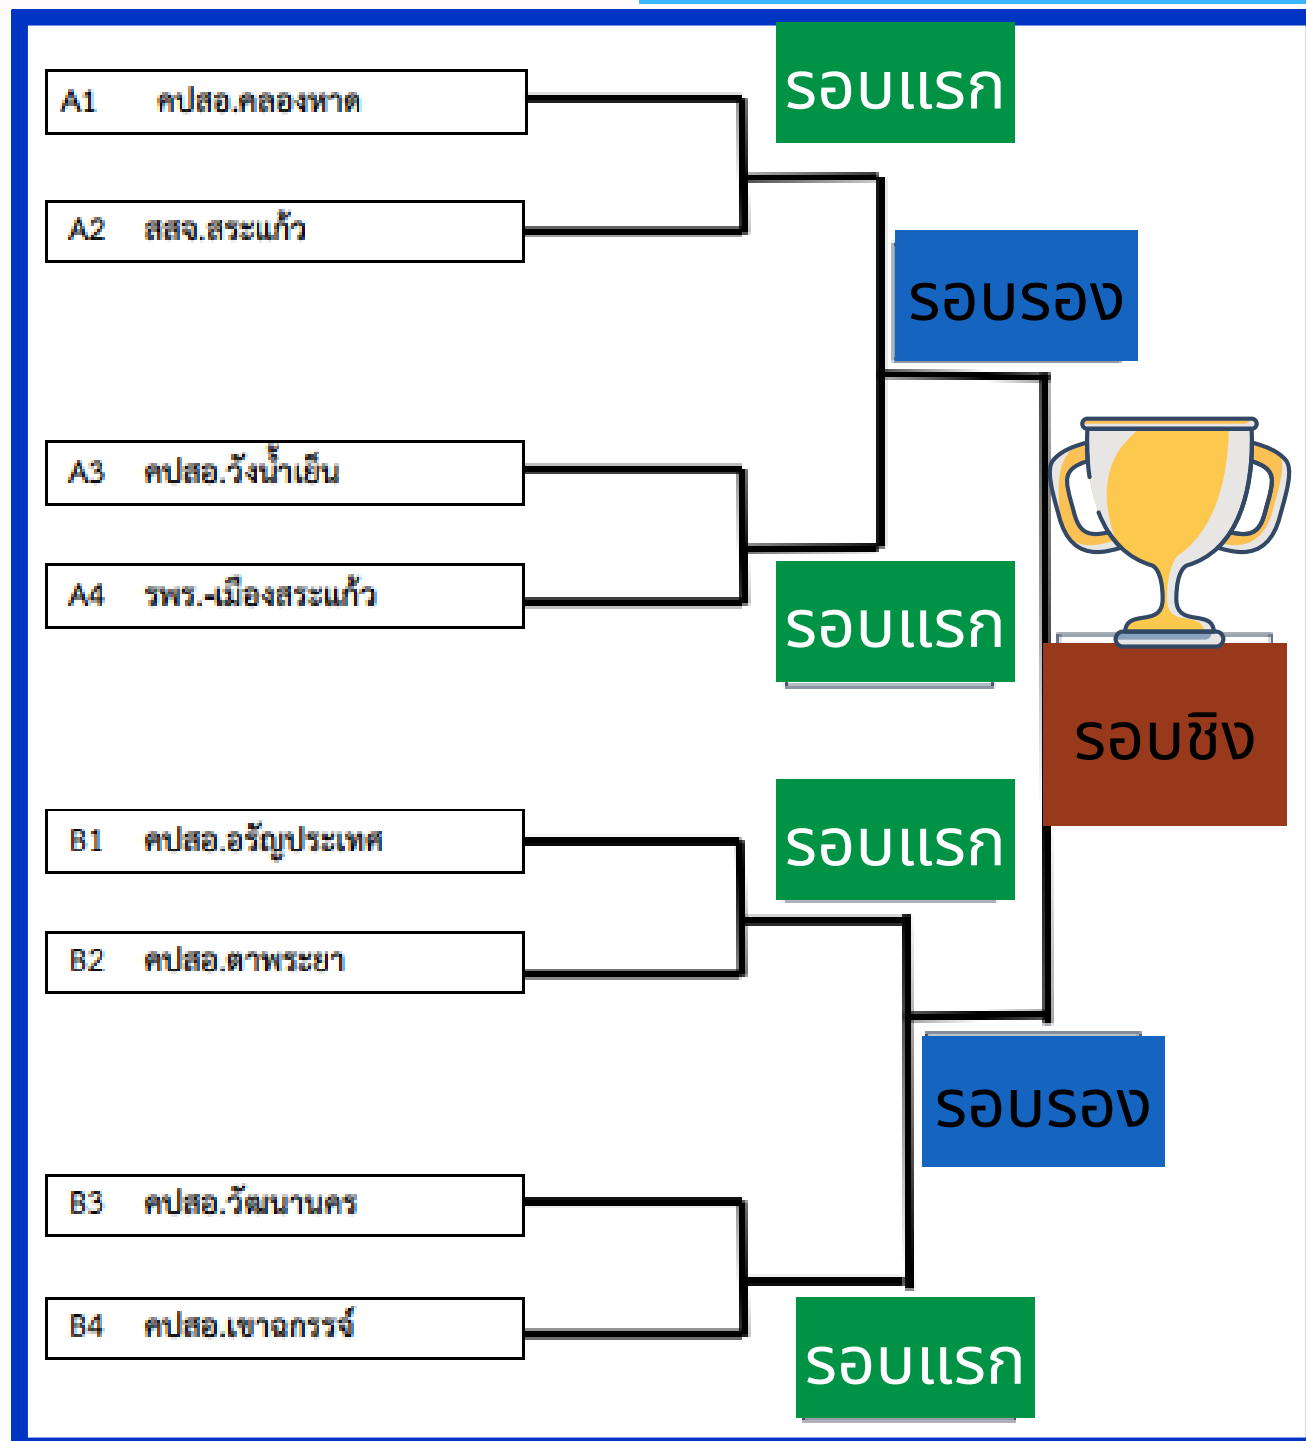 รอบแรก
A1 คปสอ.คลองหาด
A2 สสจ.สระแก้ว
รอบรอง
A3 คปสอ.วังน้ำเย็น
A4 รพร.-เมืองสระแก้ว
รอบแรก
รอบชิง
รอบแรก
B1 คปสอ.อรัญประเทศ
B2 คปสอ.ตาพระยา
รอบรอง
B3 คปสอ.วัฒนานคร
B4 คปสอ.เขาฉกรรจ์
รอบแรก